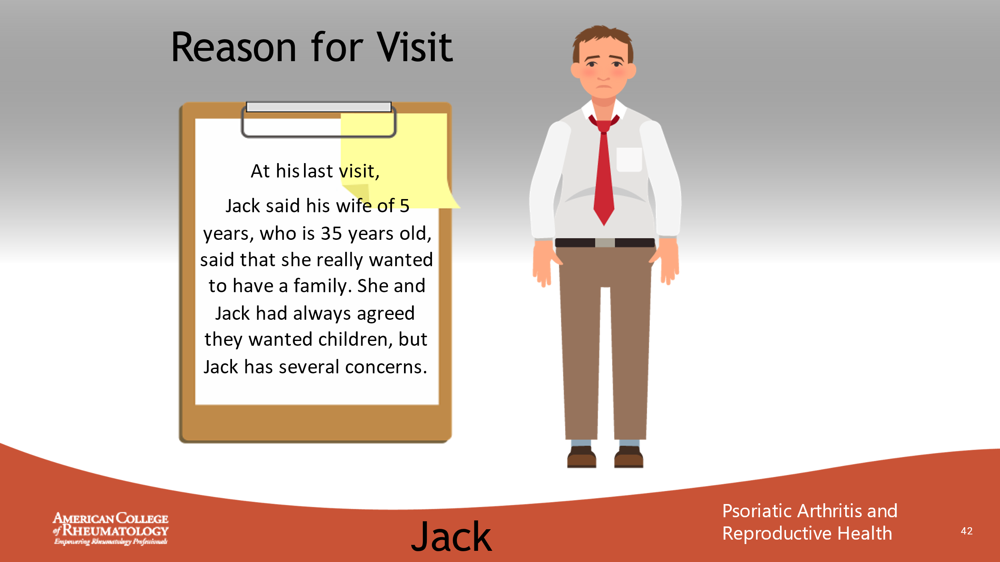 Reason for Visit
At his last visit,
Jack said his wife of 5
years, who is 35 years old,
said that she really wanted
to have a family. She and
Jack had always agreed
they wanted children, but
Jack has several concerns.
AMERICAN COLLEGE
of RHEUMATOLOGY
Empowering Rheumatology Professionals
Jack
Psoriatic Arthritis and
Reproductive Health
42